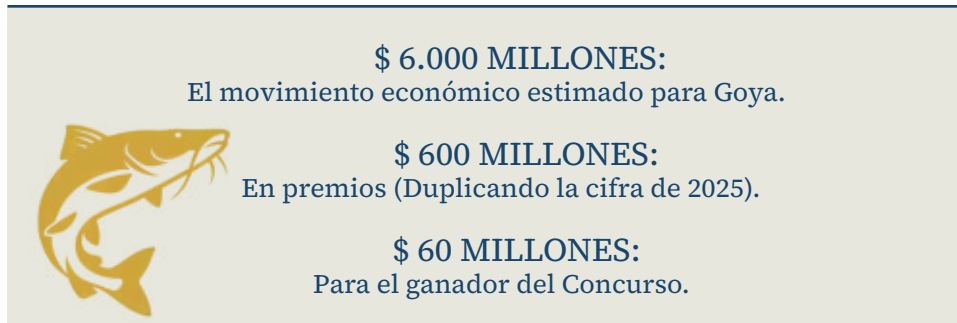 $ 6.000 MILLONES:
El movimiento económico estimado para Goya.
$ 600 MILLONES:
En premios (Duplicando la cifra de 2025).
$ 60 MILLONES:
Para el ganador del Concurso.